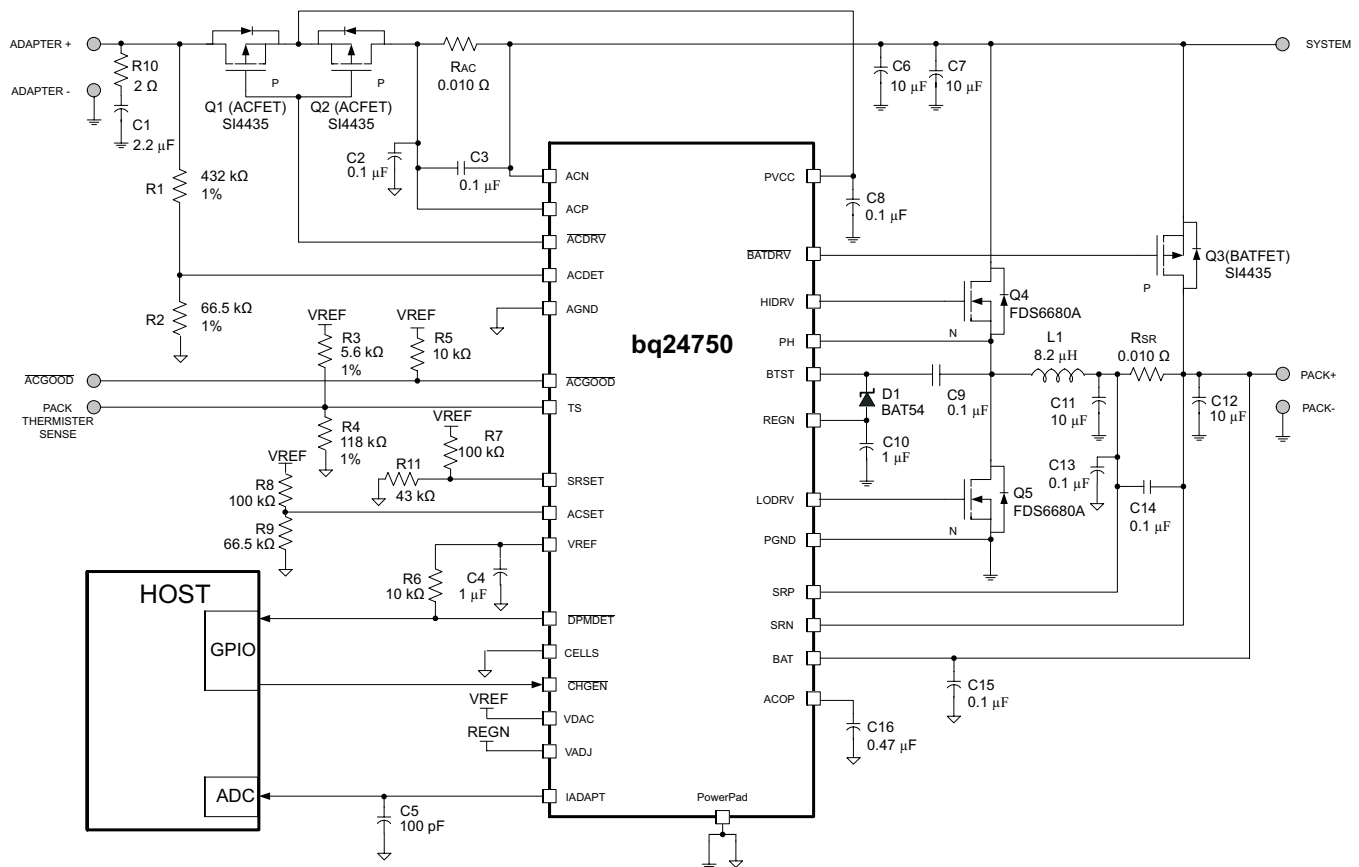 ADAPTER +
R10
2 Ω
P
P
RAC
0.010 Ω
C6
10 µF
C7
10 µF
SYSTEM
ADAPTER -
C1
2.2 µF
Q1 (ACFET)
SI4435
Q2 (ACFET)
SI4435
R1
432 kΩ
1%
C2
0.1 µF
C3
0.1 µF
ACN
PVCC
C8
0.1 µF
ACP
ACDRV
BATDRV
Q3(BATFET)
SI4435
P
ACDET
R2
66.5 kΩ
1%
AGND
HIDRV
Q4
FDS6680A
N
VREF
R3
5.6 kΩ
1%
VREF
R5
10 kΩ
bq24750
PH
L1
8.2 µH
RSR
0.010 Ω
ACGOOD
ACGOOD
BTST
PACK+
PACK
THERMISTER
SENSE
TS
D1
BAT54
C9
0.1 µF
C11
10 µF
C12
10 µF
PACK-
REGN
R4
118 kΩ
1%
VREF
R7
100 kΩ
C10
1 µF
VREF
R8
100 kΩ
R11
43 kΩ
SRSET
C13
0.1 µF
C14
0.1 µF
LODRV
Q5
FDS6680A
N
R9
66.5 kΩ
ACSET
VREF
PGND
R6
10 kΩ
C4
1 µF
HOST
GPIO
SRP
DPMDET
SRN
CELLS
BAT
CHGEN
C15
0.1 µF
VREF
VDAC
ACOP
C16
0.47 µF
REGN
VADJ
ADC
IADAPT
C5
100 pF
PowerPad